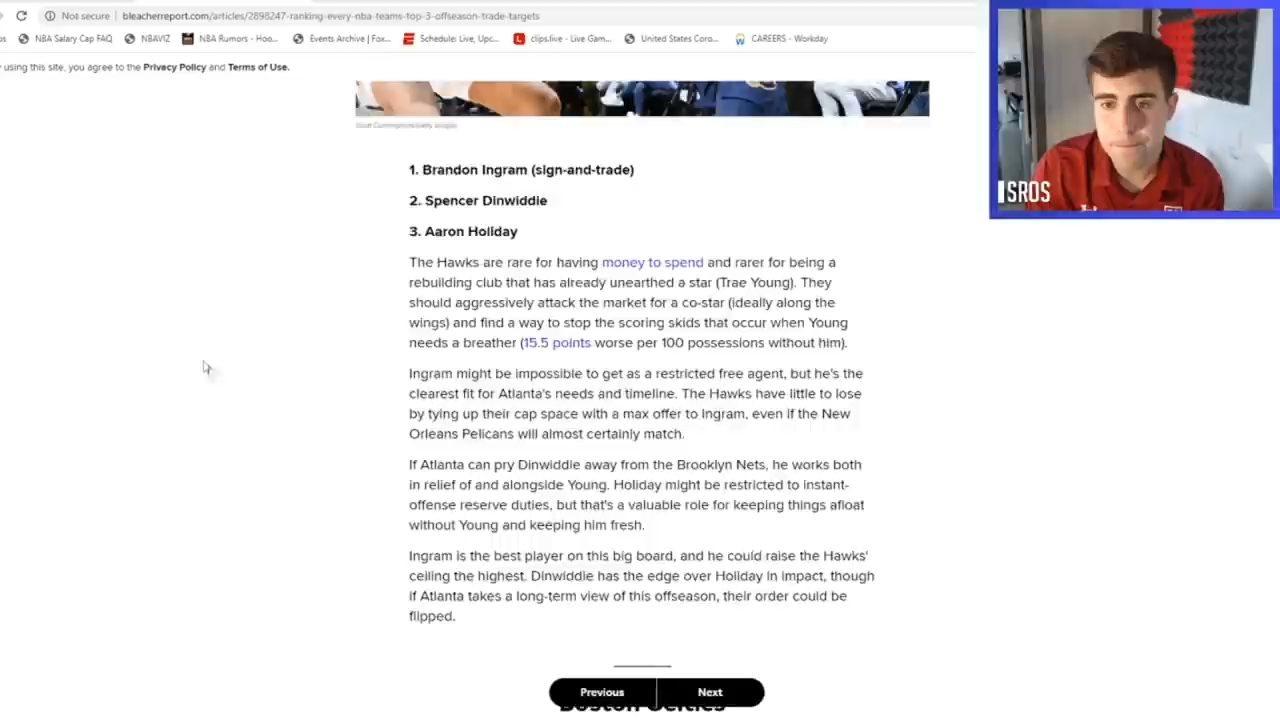 Not secure | bleacherreport.com/articles/2898247-ranking-every-nba-teams-top-3-offseason-trade-targets
NBA Salary Cap FAQ NBAVIZ NBA Rumors - Hoo... Events Archive | Fox... Schedule: Live, Upc... clips.live - Live Gam... United States Coro... CAREERS - Workday
using this site, you agree to the Privacy Policy and Terms of Use.
SROS
1. Brandon Ingram (sign-and-trade)
2. Spencer Dinwiddie
3. Aaron Holiday
The Hawks are rare for having money to spend and rarer for being a
rebuilding club that has already unearthed a star (Trae Young). They
should aggressively attack the market for a co-star (ideally along the
wings) and find a way to stop the scoring skids that occur when Young
needs a breather (15.5 points worse per 100 possessions without him).
Ingram might be impossible to get as a restricted free agent, but he's the
clearest fit for Atlanta's needs and timeline. The Hawks have little to lose
by tying up their cap space with a max offer to Ingram, even if the New
Orleans Pelicans will almost certainly match.
If Atlanta can pry Dinwiddie away from the Brooklyn Nets, he works both
in relief of and alongside Young. Holiday might be restricted to instant-
offense reserve duties, but that's a valuable role for keeping things afloat
without Young and keeping him fresh.
Ingram is the best player on this big board, and he could raise the Hawks'
ceiling the highest. Dinwiddie has the edge over Holiday in impact, though
if Atlanta takes a long-term view of this offseason, their order could be
flipped.
Previous Next
Boston Celtics